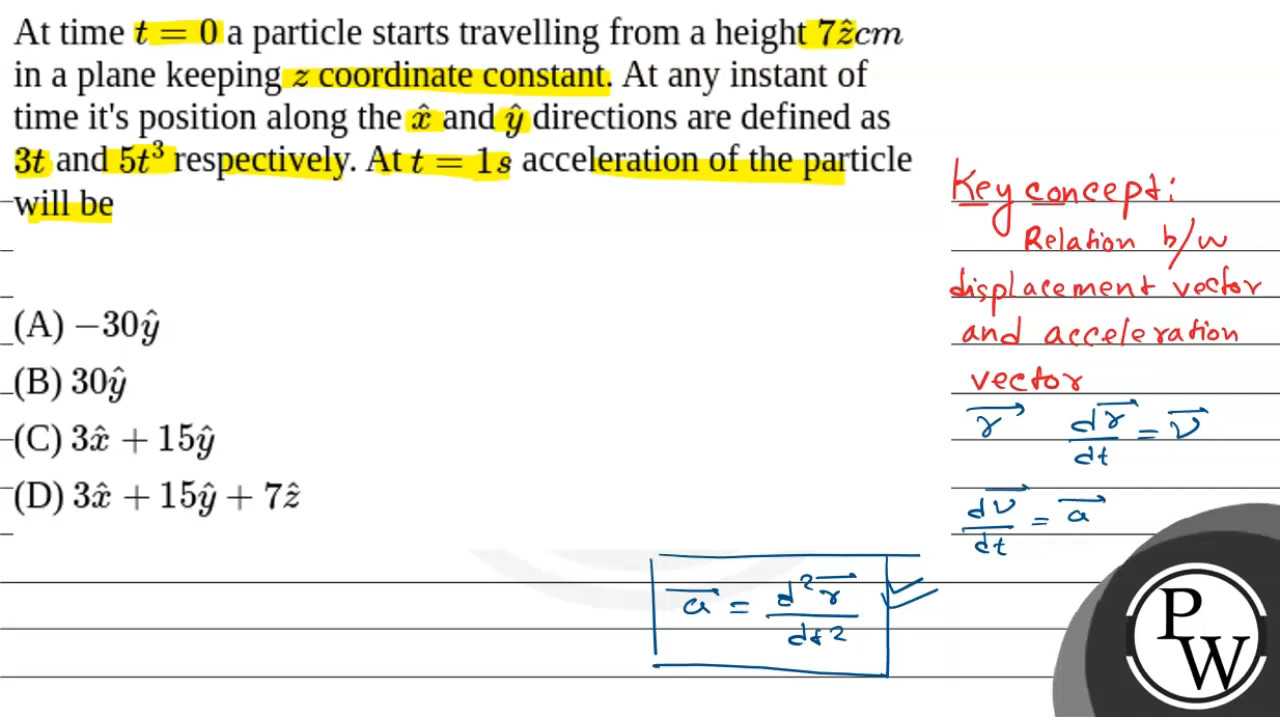 At time t = 0 a particle starts travelling from a height 7ẑcm
in a plane keeping z coordinate constant. At any instant of
time it's position along the x̂ and ŷ directions are defined as
3t and 5t³ respectively. At t = 1s acceleration of the particle
will be
(A) −30ŷ
(B) 30ŷ
(C) 3x̂ + 15ŷ
(D) 3x̂ + 15ŷ + 7ẑ
Key concept:
Relation b/w
displacement vector
and acceleration
vector
r⃗ dr⃗/dt = v⃗
dv⃗/dt = a⃗
a⃗ = d²r⃗/dt²
P
W